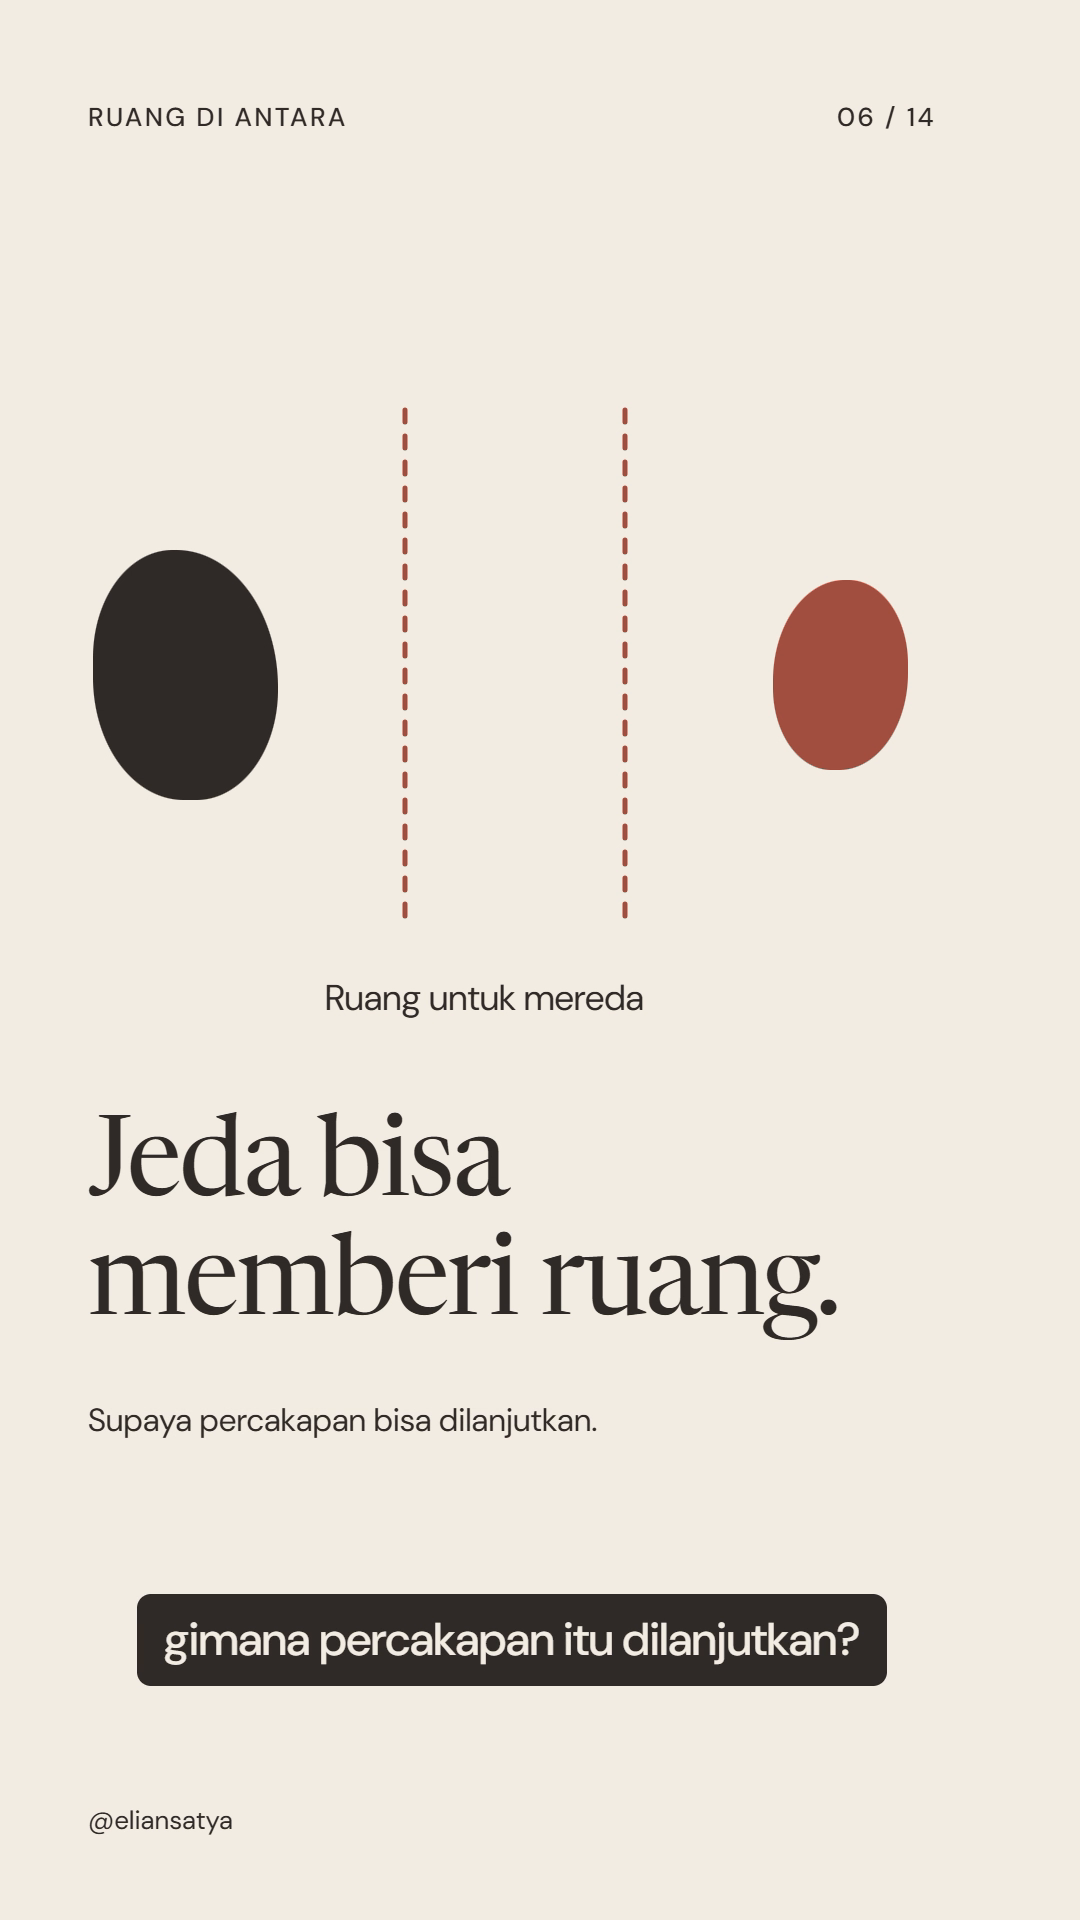 RUANG DI ANTARA
06 / 14
Ruang untuk mereda
Jeda bisa
memberi ruang.
Supaya percakapan bisa dilanjutkan.
gimana percakapan itu dilanjutkan?
@eliansatya